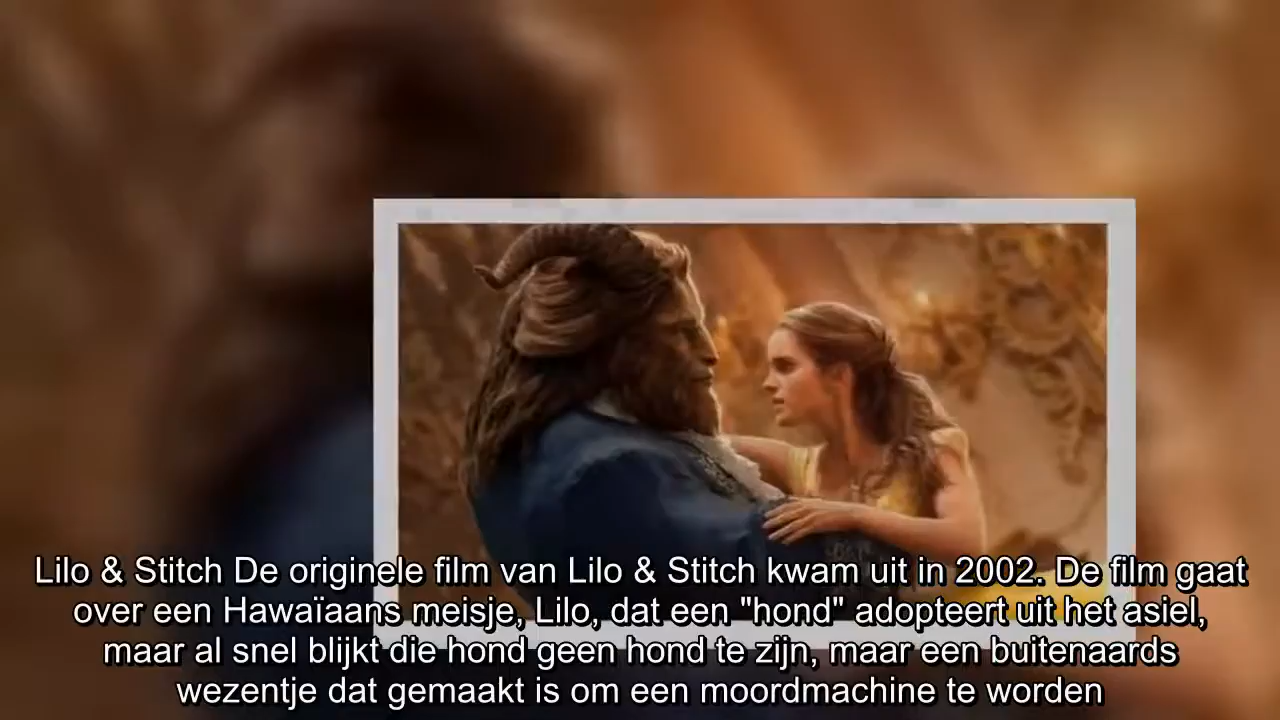 Lilo & Stitch De originele film van Lilo & Stitch kwam uit in 2002. De film gaat
over een Hawaïaans meisje, Lilo, dat een "hond" adopteert uit het asiel,
maar al snel blijkt die hond geen hond te zijn, maar een buitenaards
wezentje dat gemaakt is om een moordmachine te worden